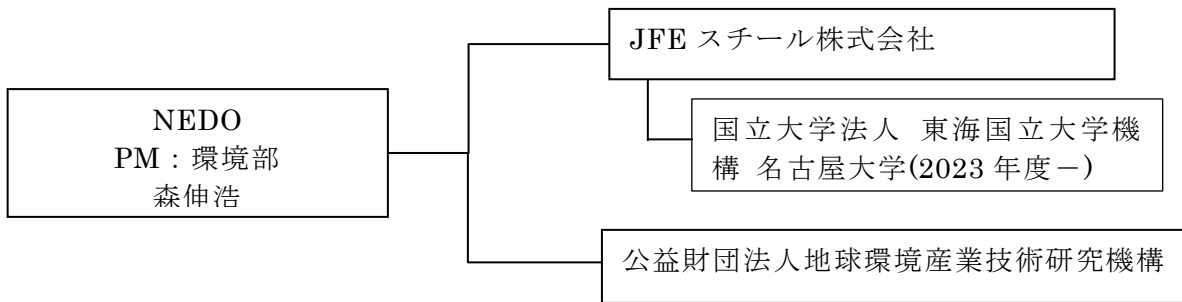 NEDO
PM：環境部
森伸浩
JFE スチール株式会社
国立大学法人 東海国立大学機
構 名古屋大学(2023 年度－)
公益財団法人地球環境産業技術研究機構